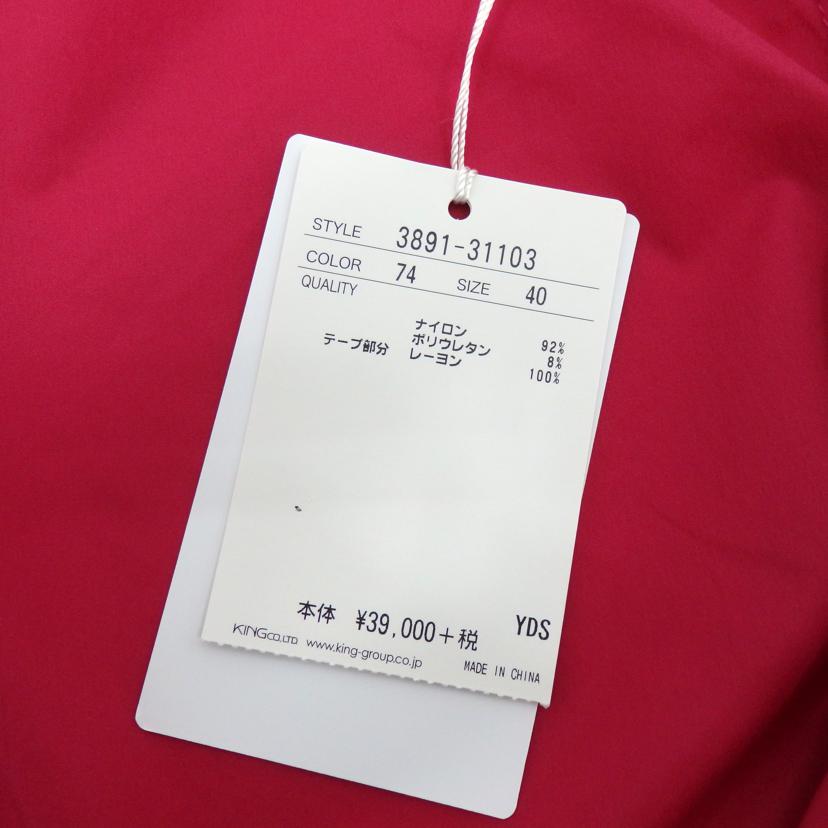 STYLE 3891-31103
COLOR 74 SIZE 40
QUALITY
ナイロン 92%
ポリウレタン 8%
テープ部分 レーヨン 100%
本体 ¥39,000+税 YDS
KING CO.,LTD. www.king-group.co.jp MADE IN CHINA